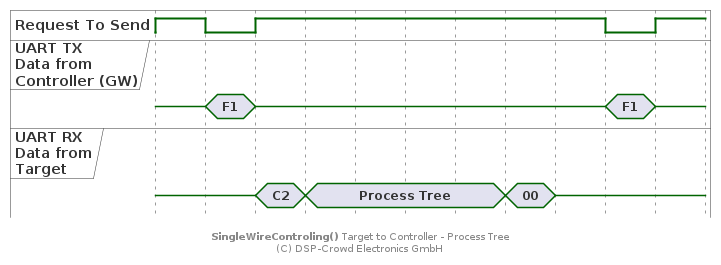 Request To Send
UART TX
Data from
Controller (GW)
F1
F1
UART RX
Data from
Target
C2
Process Tree
00
SingleWireControling() Target to Controller - Process Tree
(C) DSP-Crowd Electronics GmbH